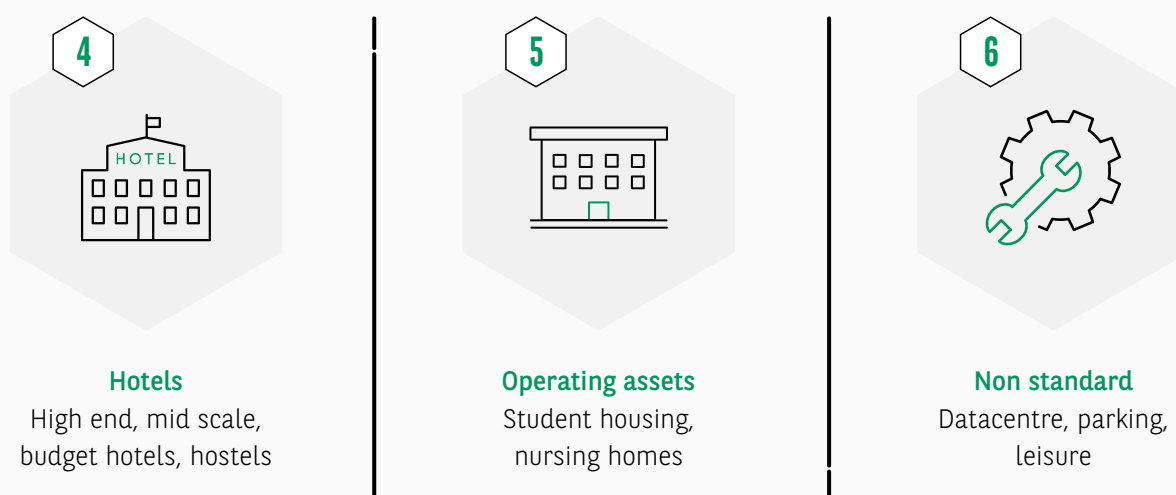 4
HOTEL
Hotels
High end, mid scale,
budget hotels, hostels
5
Operating assets
Student housing,
nursing homes
6
Non standard
Datacentre, parking,
leisure